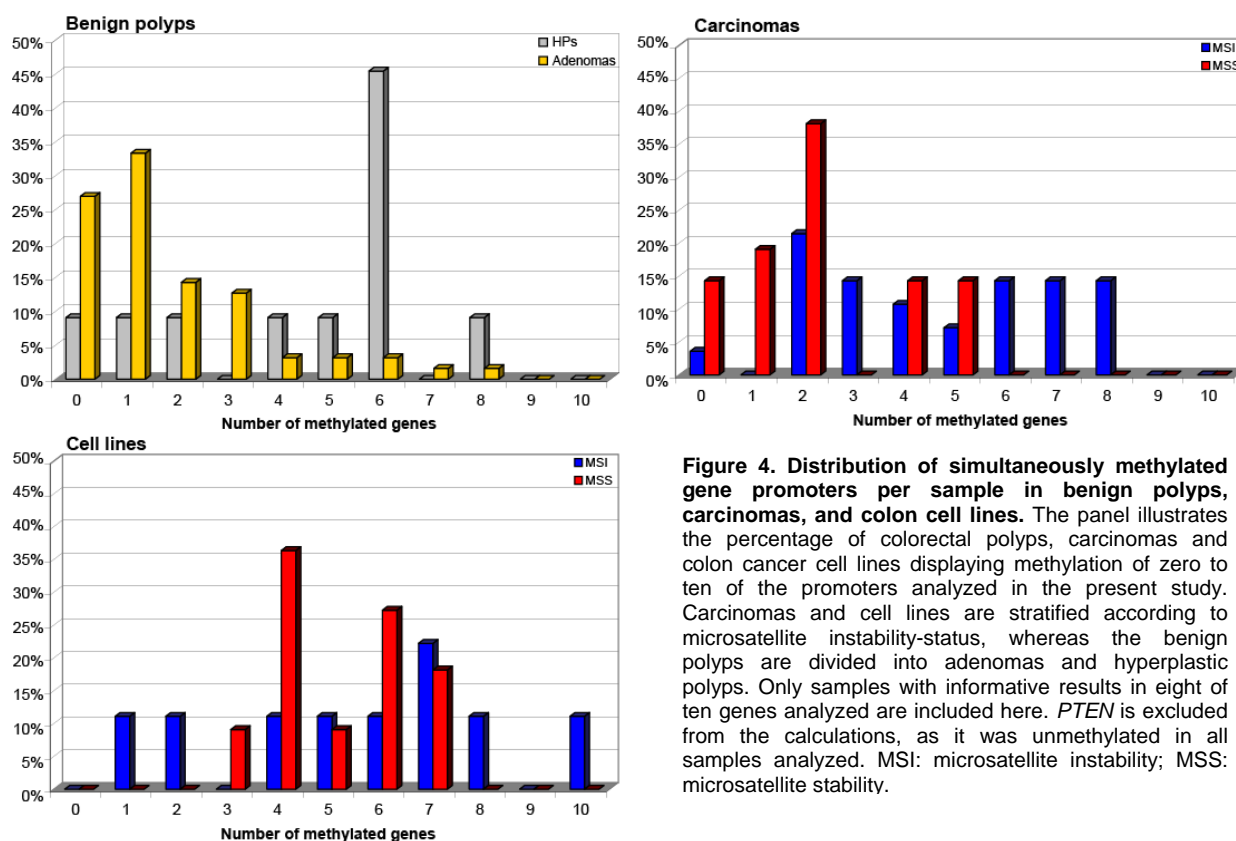 Benign polyps
HPs
Adenomas
50%
45%
40%
35%
30%
25%
20%
15%
10%
5%
0%
0 1 2 3 4 5 6 7 8 9 10
Number of methylated genes
Carcinomas
MSI
MSS
50%
45%
40%
35%
30%
25%
20%
15%
10%
5%
0%
0 1 2 3 4 5 6 7 8 9 10
Number of methylated genes
Cell lines
MSI
MSS
50%
45%
40%
35%
30%
25%
20%
15%
10%
5%
0%
0 1 2 3 4 5 6 7 8 9 10
Number of methylated genes
Figure 4. Distribution of simultaneously methylated
gene promoters per sample in benign polyps,
carcinomas, and colon cell lines. The panel illustrates
the percentage of colorectal polyps, carcinomas and
colon cancer cell lines displaying methylation of zero to
ten of the promoters analyzed in the present study.
Carcinomas and cell lines are stratified according to
microsatellite instability-status, whereas the benign
polyps are divided into adenomas and hyperplastic
polyps. Only samples with informative results in eight of
ten genes analyzed are included here. PTEN is excluded
from the calculations, as it was unmethylated in all
samples analyzed. MSI: microsatellite instability; MSS:
microsatellite stability.